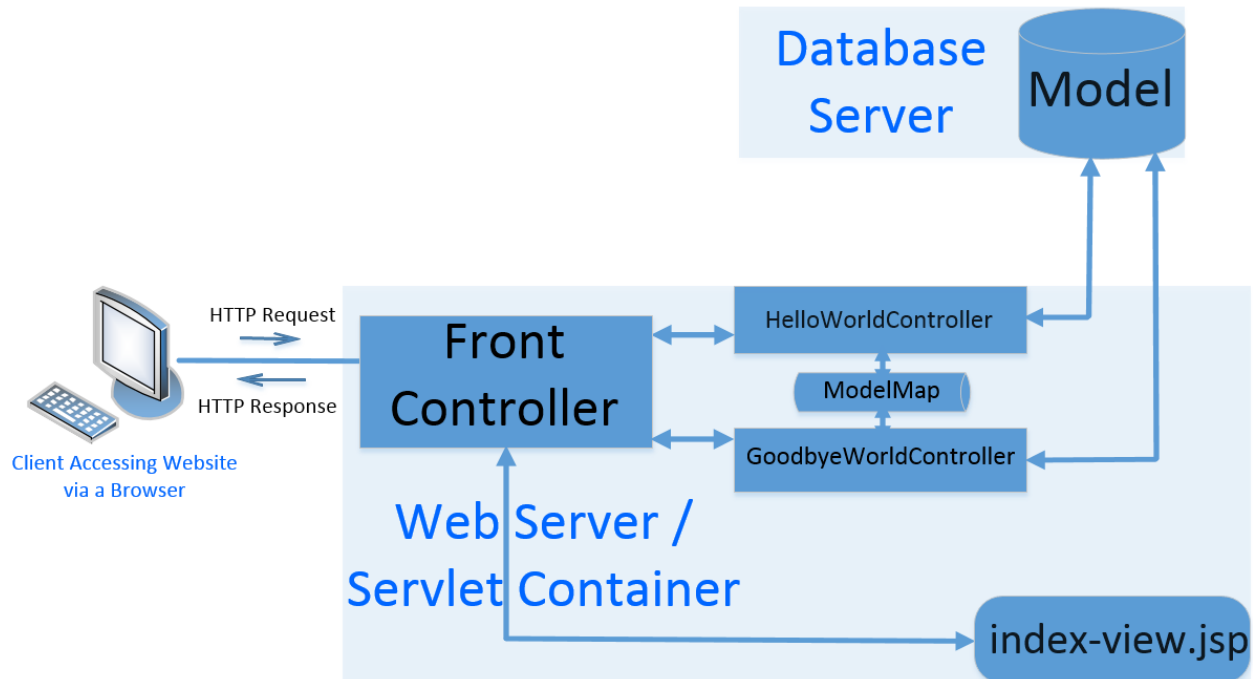 Database
Server
Model
HTTP Request
HTTP Response
Client Accessing Website
via a Browser
Front
Controller
HelloWorldController
ModelMap
GoodbyeWorldController
Web Server /
Servlet Container
index-view.jsp